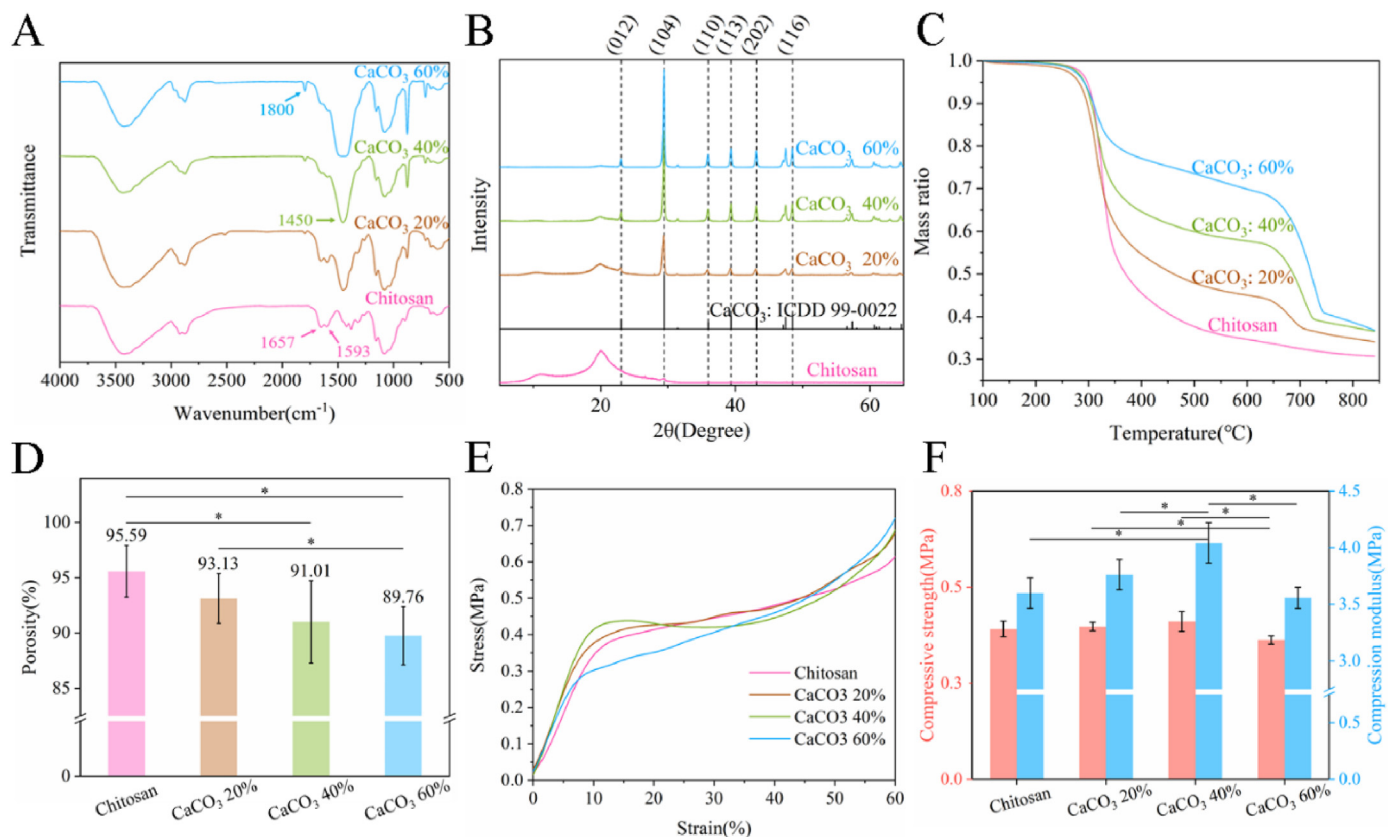 A
Transmittance
CaCO3 60%
1800
CaCO3 40%
1450
CaCO3 20%
Chitosan
1657
1593
4000 3500 3000 2500 2000 1500 1000 500
Wavenumber(cm-1)
B
(012) (104) (110) (113) (202) (116)
Intensity
CaCO3 60%
CaCO3 40%
CaCO3 20%
CaCO3: ICDD 99-0022
Chitosan
20 40 60
2θ(Degree)
C
Mass ratio
1.0
0.9
0.8
0.7
0.6
0.5
0.4
0.3
CaCO3: 60%
CaCO3: 40%
CaCO3: 20%
Chitosan
100 200 300 400 500 600 700 800
Temperature(°C)
D
Porosity(%)
100
95
90
85
0
*
*
*
95.59
93.13
91.01
89.76
Chitosan CaCO3 20% CaCO3 40% CaCO3 60%
E
Stress(MPa)
0.8
0.7
0.6
0.5
0.4
0.3
0.2
0.1
0.0
Chitosan
CaCO3 20%
CaCO3 40%
CaCO3 60%
0 10 20 30 40 50 60
Strain(%)
F
Compressive strength(MPa)
0.8
0.5
0.3
0.0
*
*
*
*
*
4.5
4.0
3.5
3.0
0.5
0.0
Compression modulus(MPa)
Chitosan CaCO3 20% CaCO3 40% CaCO3 60%